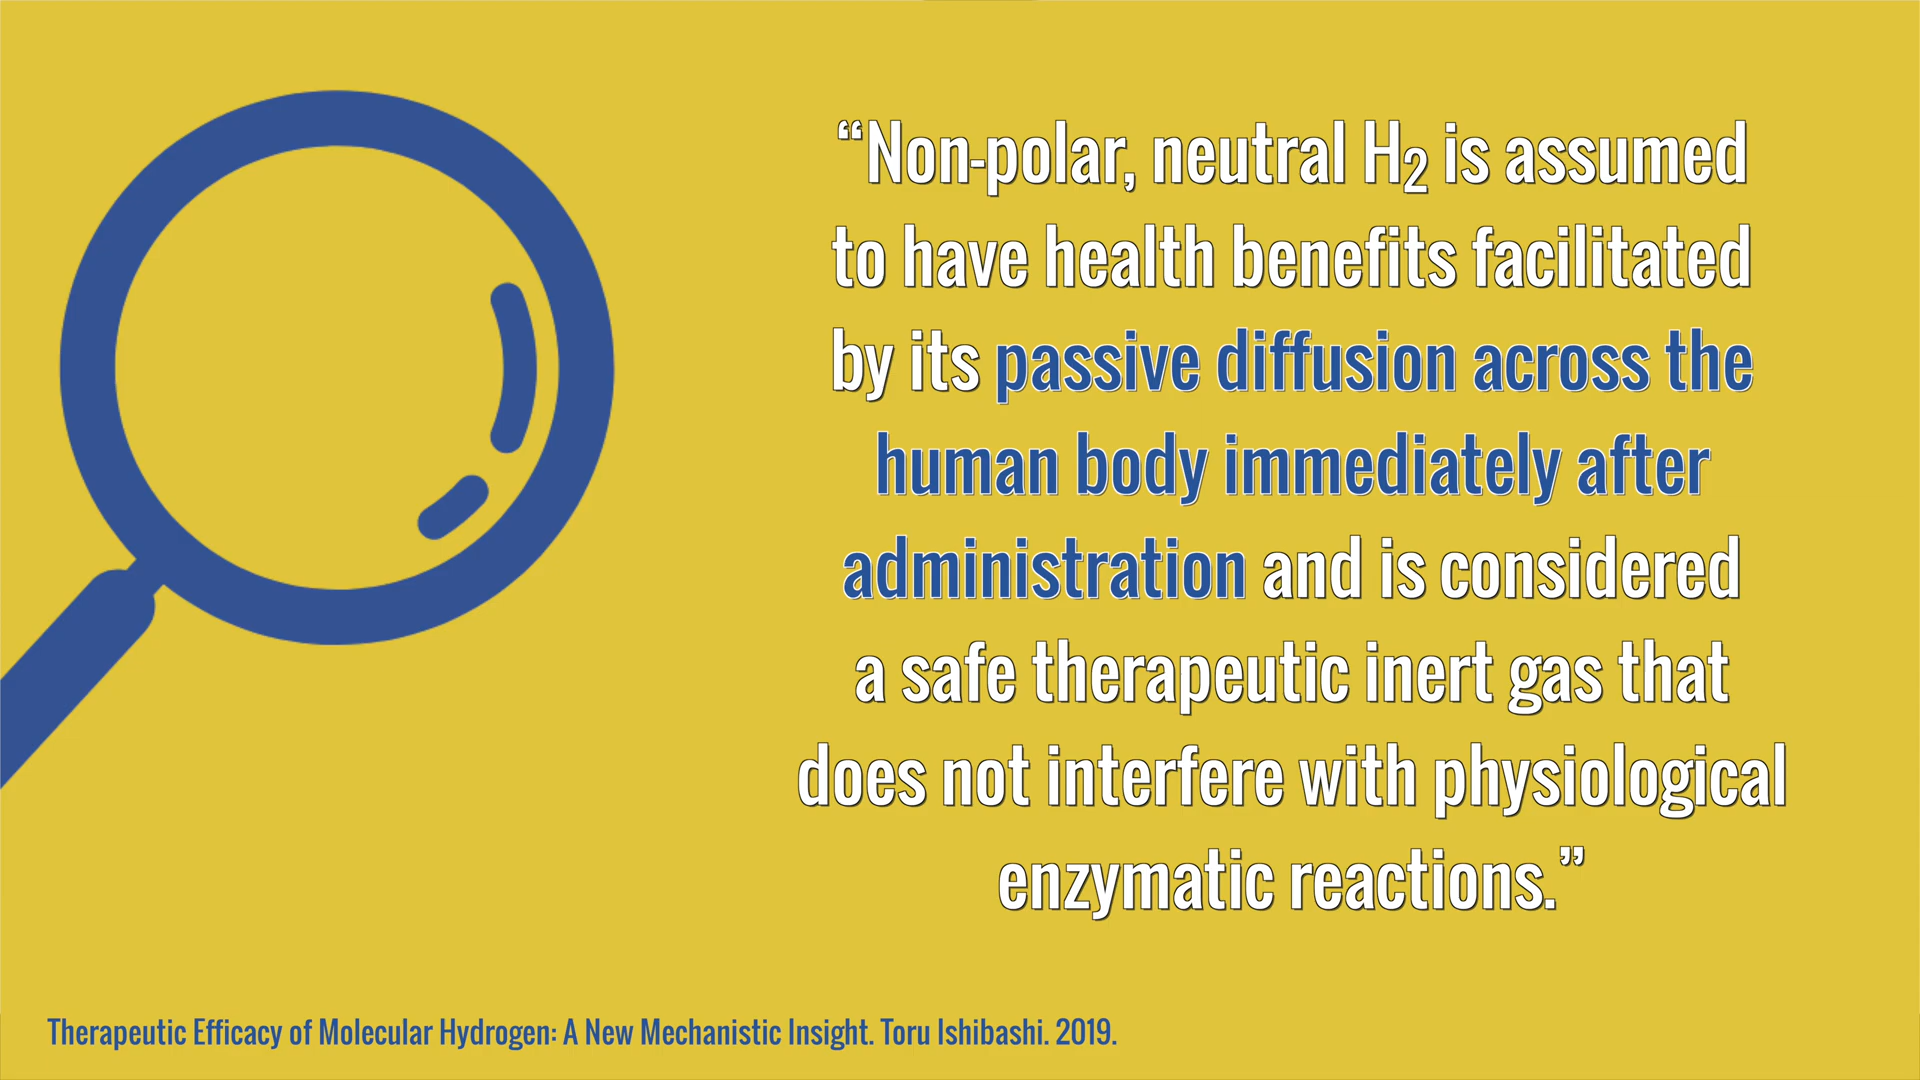 “Non-polar, neutral H₂ is assumed
to have health benefits facilitated
by its passive diffusion across the
human body immediately after
administration and is considered
a safe therapeutic inert gas that
does not interfere with physiological
enzymatic reactions.”
Therapeutic Efficacy of Molecular Hydrogen: A New Mechanistic Insight. Toru Ishibashi. 2019.